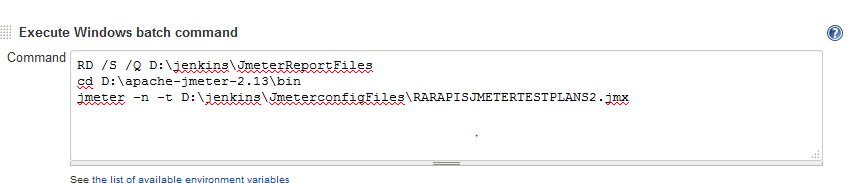 Execute Windows batch command
?
Command
RD /S /Q D:\jenkins\JmeterReportFiles
cd D:\apache-jmeter-2.13\bin
jmeter -n -t D:\jenkins\JmeterconfigFiles\RARAPISJMETERTESTPLANS2.jmx
See the list of available environment variables